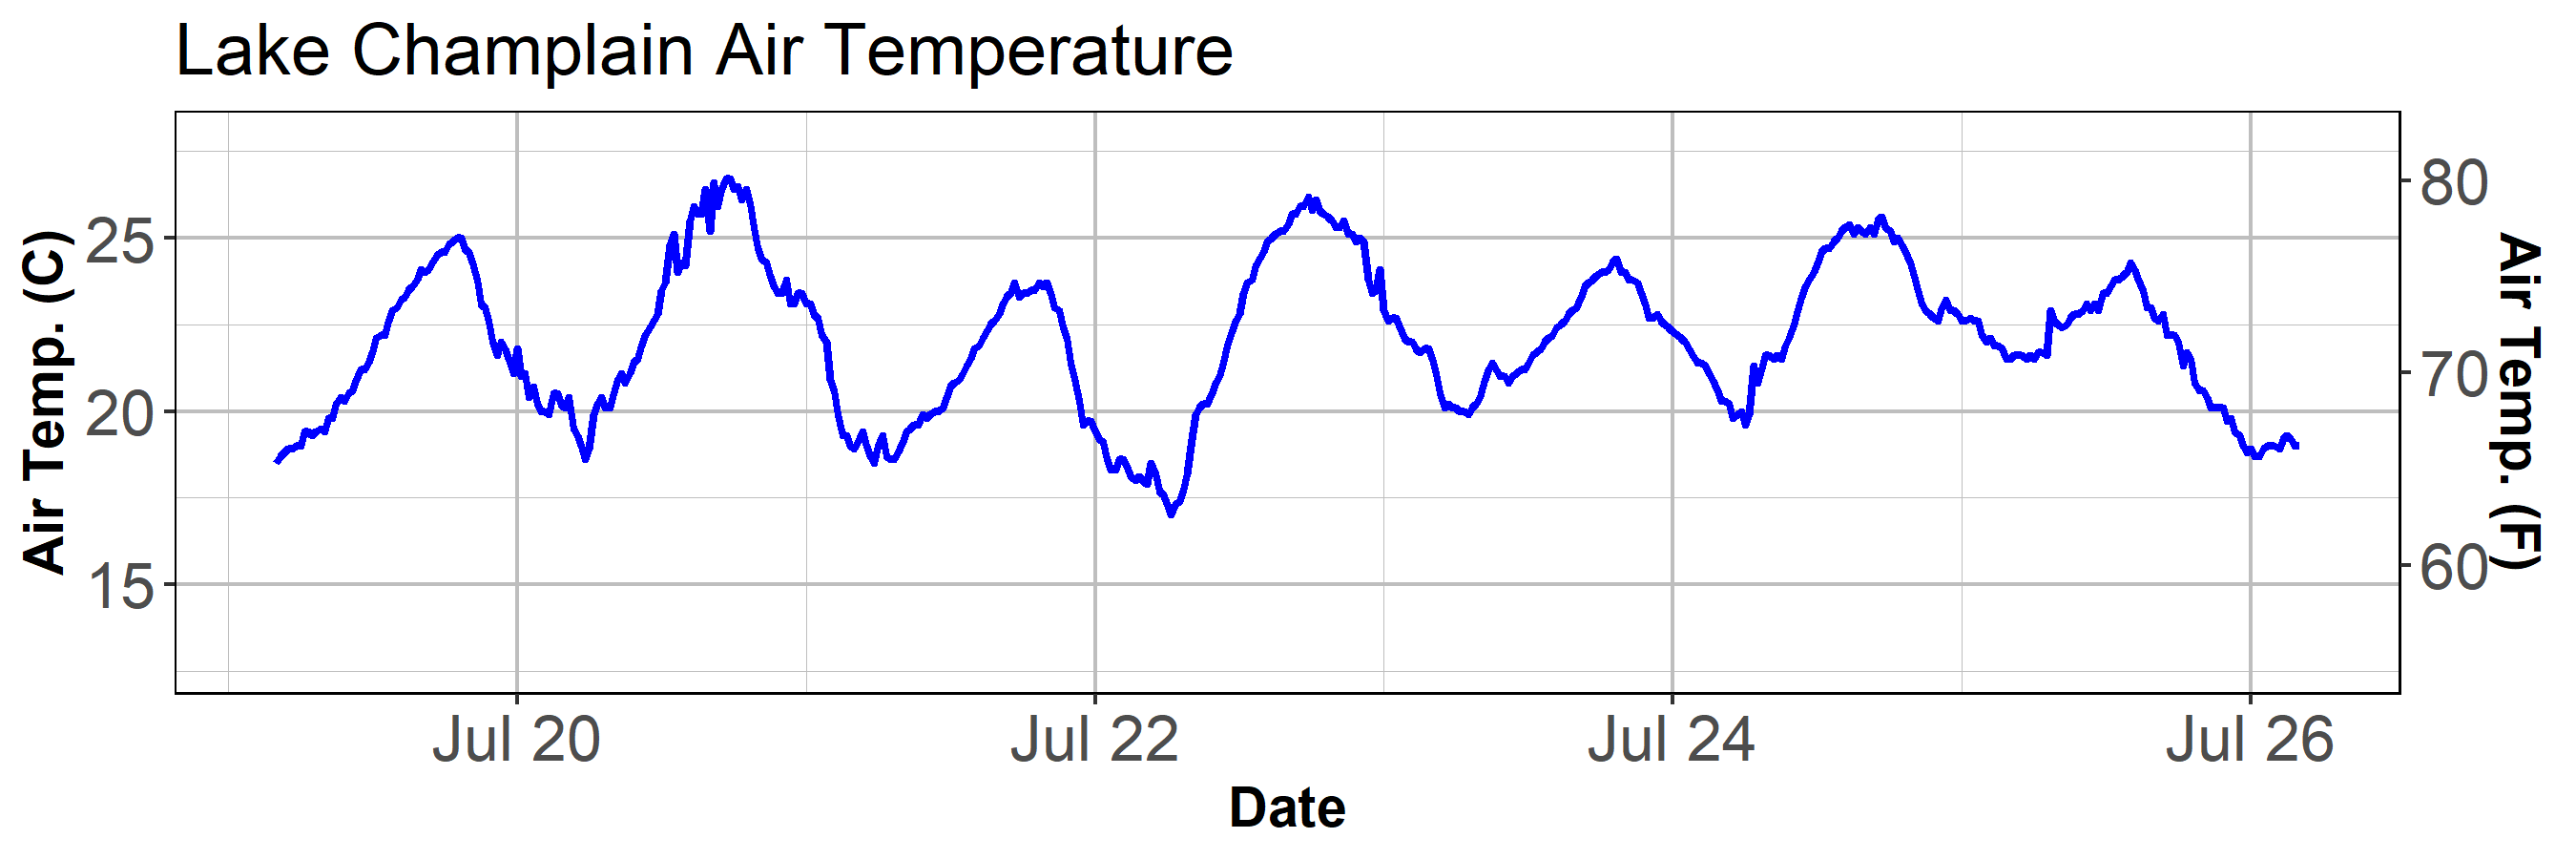 Lake Champlain Air Temperature
Air Temp. (C)
25
20
15
80
70
60
Air Temp. (F)
Jul 20 Jul 22 Jul 24 Jul 26
Date